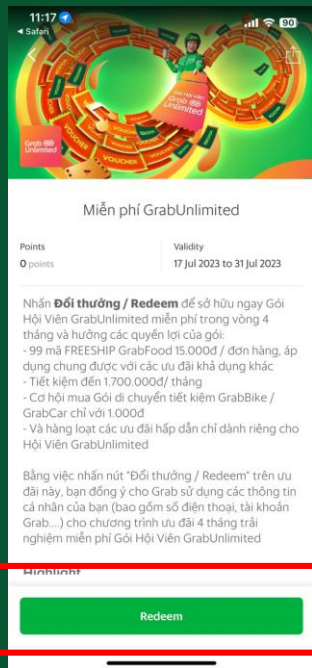 11:17
90
Safari
VOUCHER
Grab
Unlimited
Miễn phí GrabUnlimited
Points
Validity
0 points
17 Jul 2023 to 31 Jul 2023
Nhấn Đổi thưởng / Redeem để sở hữu ngay Gói
Hội Viên GrabUnlimited miễn phí trong vòng 4
tháng và hưởng các quyền lợi của gói:
- 99 mã FREESHIP GrabFood 15.000đ / đơn hàng, áp
dụng chung được với các ưu đãi khả dụng khác
- Tiết kiệm đến 1.700.000đ/ tháng
- Cơ hội mua Gói di chuyển tiết kiệm GrabBike /
GrabCar chỉ với 1.000đ
- Và hàng loạt các ưu đãi hấp dẫn chỉ dành riêng cho
Hội Viên GrabUnlimited
Bằng việc nhấn nút "Đổi thưởng / Redeem" trên ưu
đãi này, bạn đồng ý cho Grab sử dụng các thông tin
cá nhân của bạn (bao gồm số điện thoại, tài khoản
Grab....) cho chương trình ưu đãi 4 tháng trải
nghiệm miễn phí Gói Hội Viên GrabUnlimited
Highlight
Redeem